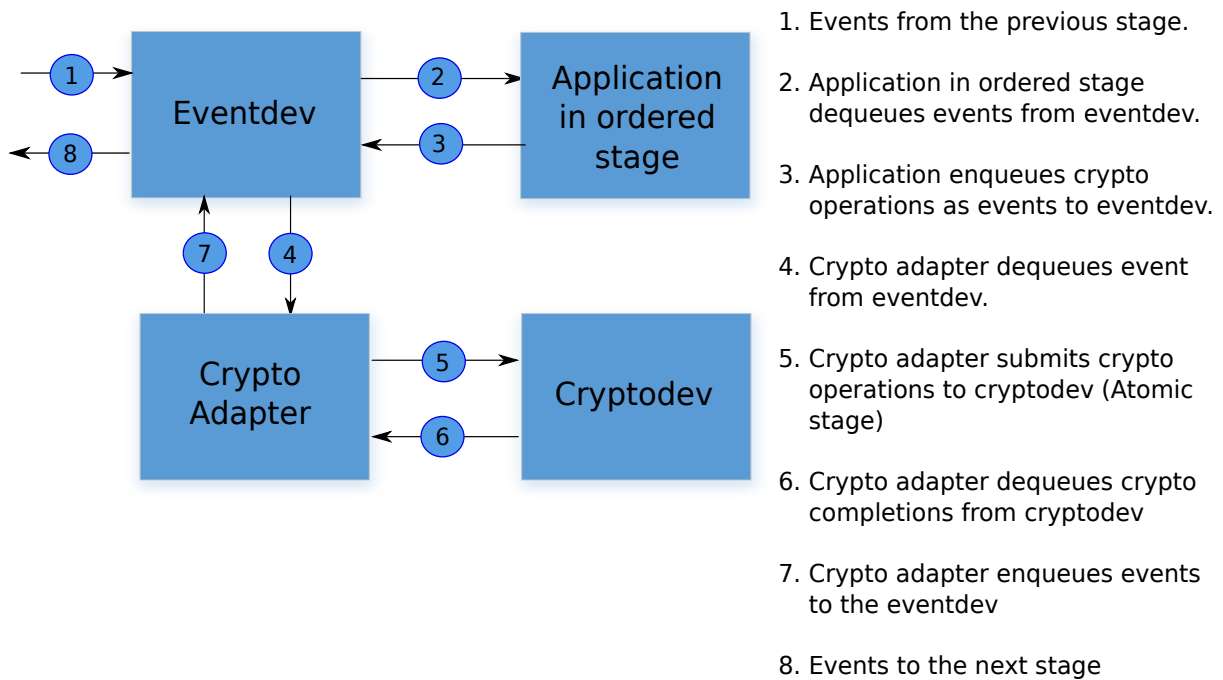 Eventdev
Application
in ordered
stage
Crypto
Adapter
Cryptodev
1
2
3
8
7
4
5
6
1. Events from the previous stage.
2. Application in ordered stage
dequeues events from eventdev.
3. Application enqueues crypto
operations as events to eventdev.
4. Crypto adapter dequeues event
from eventdev.
5. Crypto adapter submits crypto
operations to cryptodev (Atomic
stage)
6. Crypto adapter dequeues crypto
completions from cryptodev
7. Crypto adapter enqueues events
to the eventdev
8. Events to the next stage